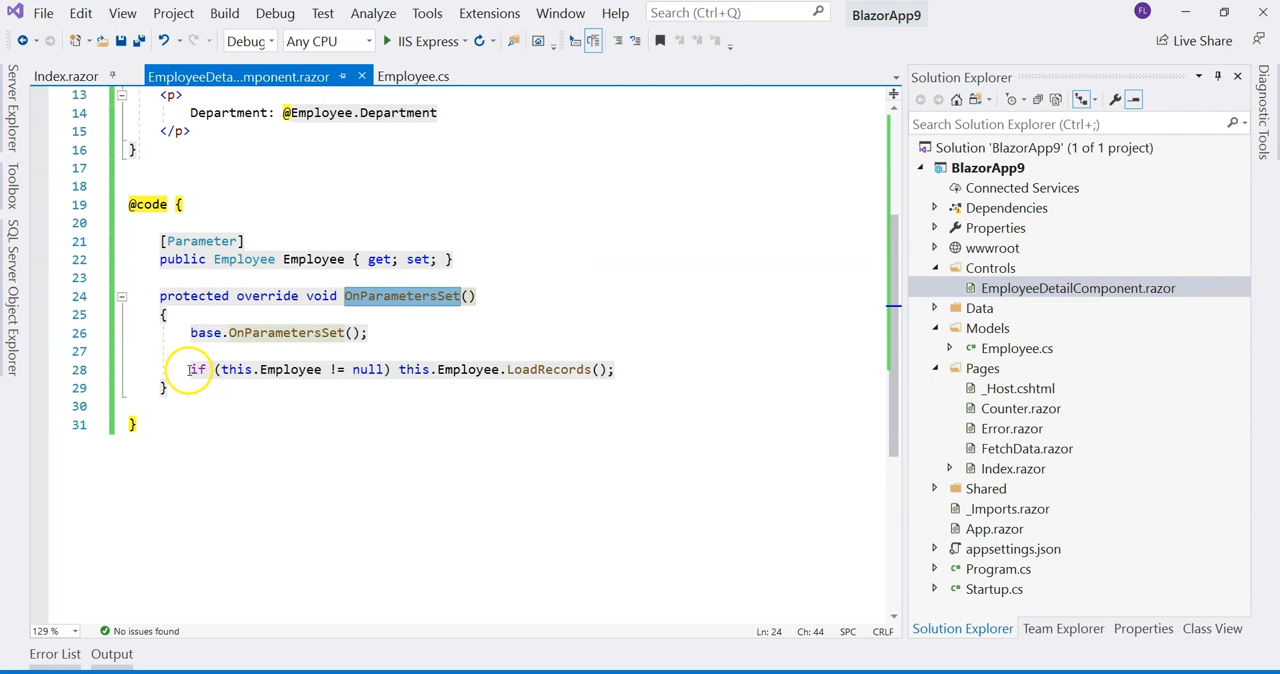 File Edit View Project Build Debug Test Analyze Tools Extensions Window Help Search (Ctrl+Q) BlazorApp9 FL
Debug Any CPU IIS Express Live Share
Index.razor EmployeeDeta...mponent.razor Employee.cs
Server Explorer
Toolbox
SQL Server Object Explorer
13 <p>
14 Department: @Employee.Department
15 </p>
16 }
17
18
19 @code {
20
21 [Parameter]
22 public Employee Employee { get; set; }
23
24 protected override void OnParametersSet()
25 {
26 base.OnParametersSet();
27
28 if (this.Employee != null) this.Employee.LoadRecords();
29 }
30
31 }
129 % No issues found Ln: 24 Ch: 44 SPC CRLF
Error List Output
Solution Explorer
Search Solution Explorer (Ctrl+;)
Solution 'BlazorApp9' (1 of 1 project)
BlazorApp9
Connected Services
Dependencies
Properties
wwwroot
Controls
EmployeeDetailComponent.razor
Data
Models
C# Employee.cs
Pages
_Host.cshtml
Counter.razor
Error.razor
FetchData.razor
Index.razor
Shared
_Imports.razor
App.razor
appsettings.json
C# Program.cs
C# Startup.cs
Solution Explorer Team Explorer Properties Class View
Diagnostic Tools